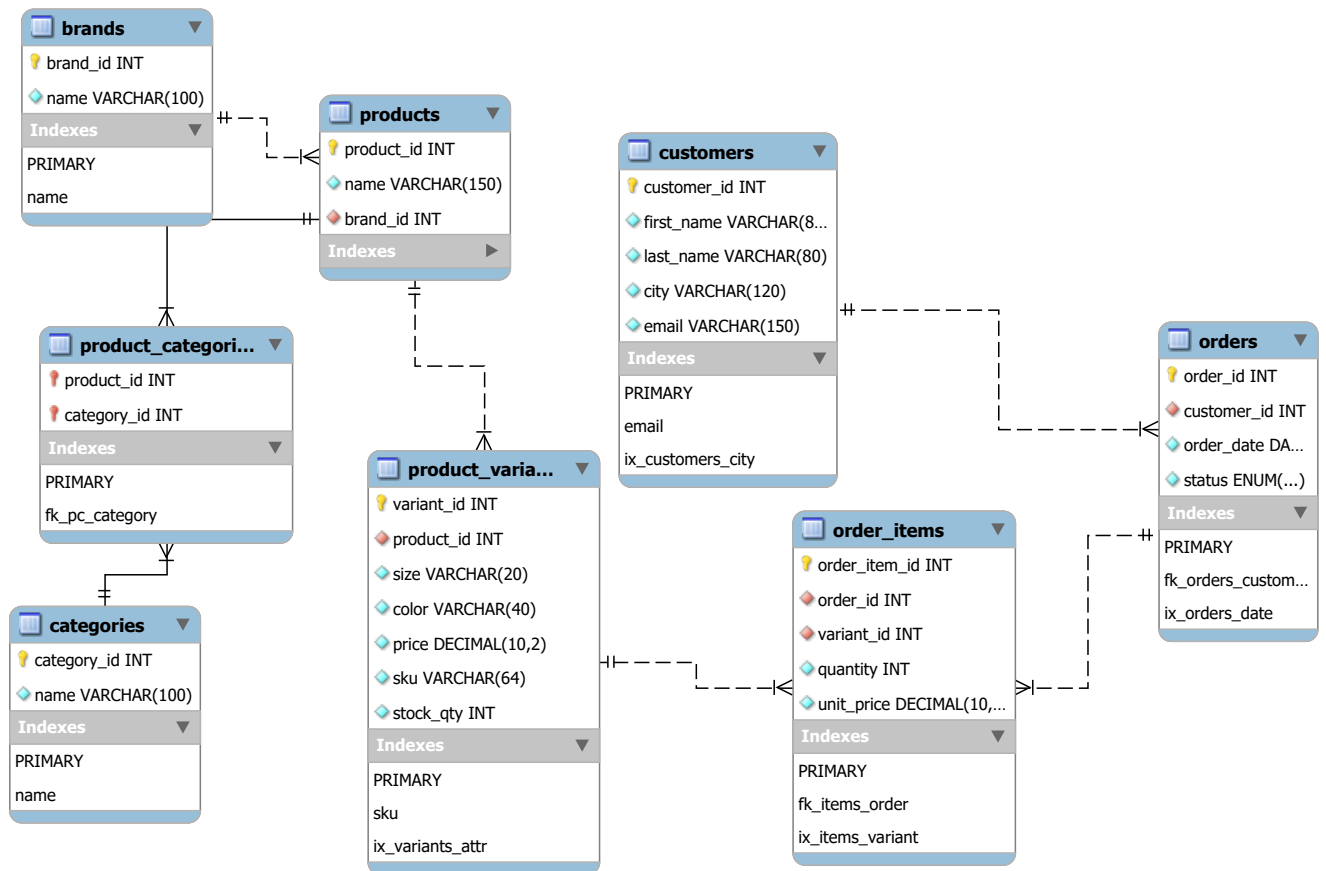 brands
brand_id INT
name VARCHAR(100)
Indexes
PRIMARY
name
products
product_id INT
name VARCHAR(150)
brand_id INT
Indexes
customers
customer_id INT
first_name VARCHAR(8...
last_name VARCHAR(80)
city VARCHAR(120)
email VARCHAR(150)
Indexes
PRIMARY
email
ix_customers_city
orders
order_id INT
customer_id INT
order_date DA...
status ENUM(...)
Indexes
PRIMARY
fk_orders_custom...
ix_orders_date
product_categori...
product_id INT
category_id INT
Indexes
PRIMARY
fk_pc_category
product_varia...
variant_id INT
product_id INT
size VARCHAR(20)
color VARCHAR(40)
price DECIMAL(10,2)
sku VARCHAR(64)
stock_qty INT
Indexes
PRIMARY
sku
ix_variants_attr
order_items
order_item_id INT
order_id INT
variant_id INT
quantity INT
unit_price DECIMAL(10,...
Indexes
PRIMARY
fk_items_order
ix_items_variant
categories
category_id INT
name VARCHAR(100)
Indexes
PRIMARY
name